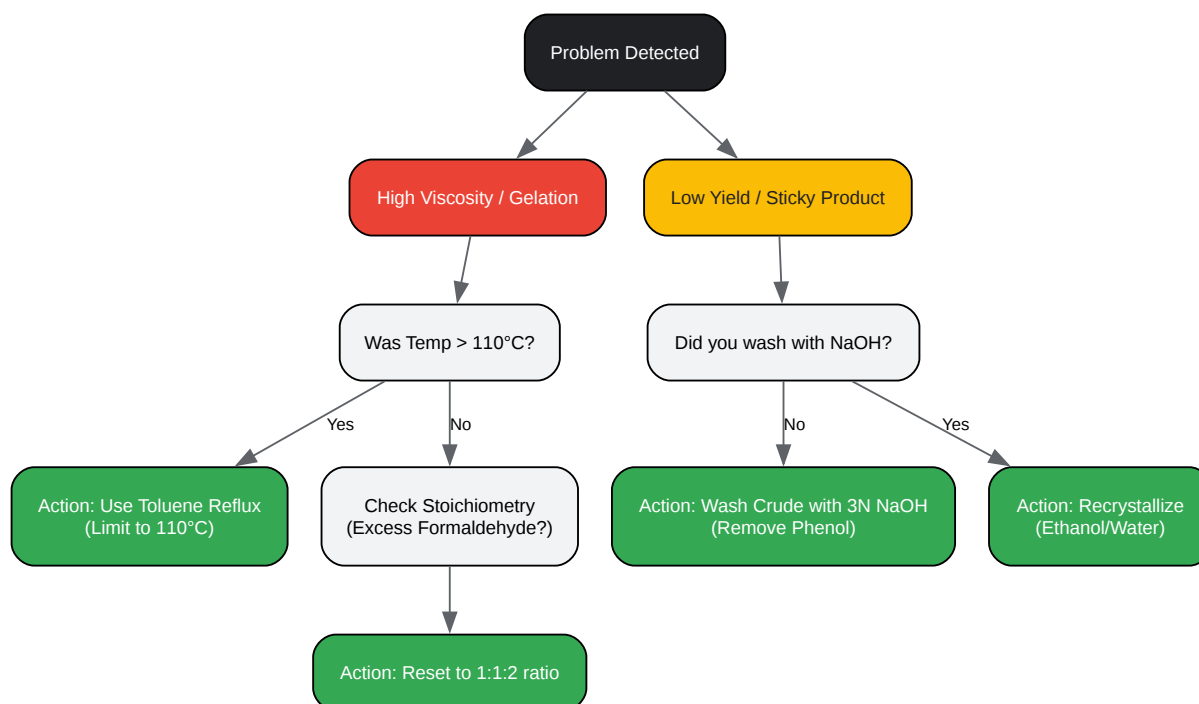 Problem Detected
High Viscosity / Gelation
Low Yield / Sticky Product
Was Temp > 110°C?
Did you wash with NaOH?
Yes
No
No
Yes
Action: Use Toluene Reflux
(Limit to 110°C)
Check Stoichiometry
(Excess Formaldehyde?)
Action: Wash Crude with 3N NaOH
(Remove Phenol)
Action: Recrystallize
(Ethanol/Water)
Action: Reset to 1:1:2 ratio